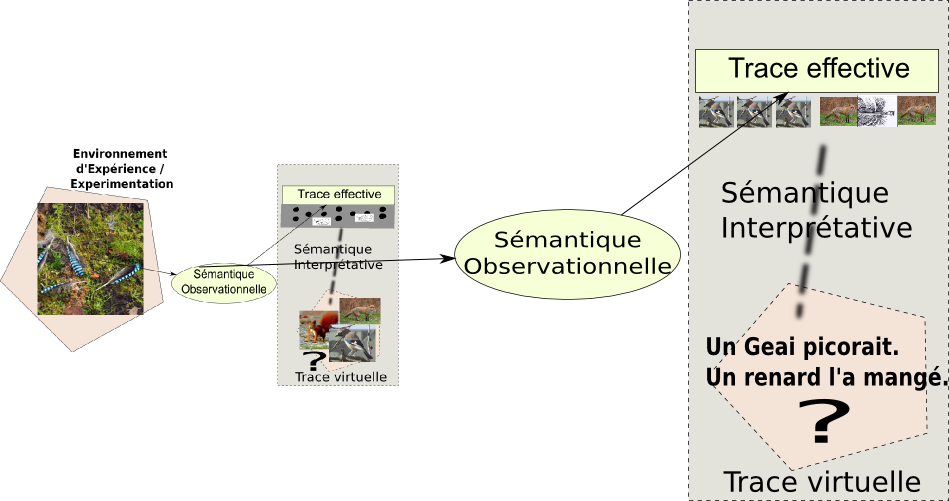 Environnement
d'Expérience /
Experimentation
Sémantique
Observationnelle
Trace effective
Sémantique
Interprétative
?
Trace virtuelle
Sémantique
Observationnelle
Trace effective
Sémantique
Interprétative
Un Geai picorait.
Un renard l'a mangé.
?
Trace virtuelle